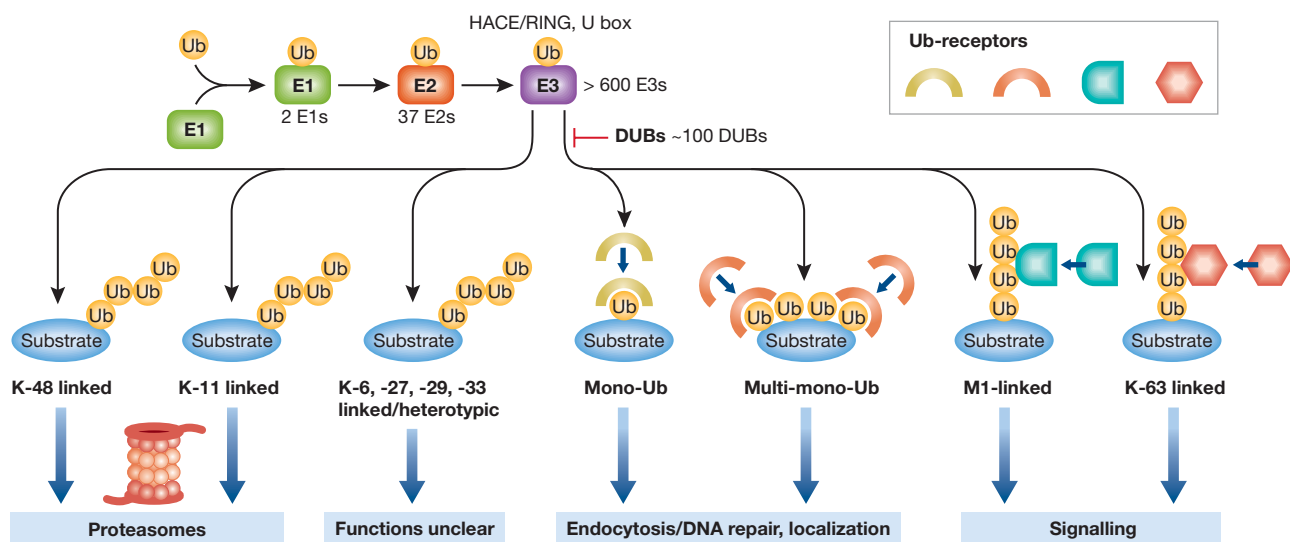 HACE/RING, U box
Ub
Ub
Ub
Ub
E1
E1
E2
E3
> 600 E3s
2 E1s
37 E2s
DUBs ~100 DUBs
Ub-receptors
Ub
Ub
Ub
Ub
Substrate
K-48 linked
Ub
Ub
Ub
Ub
Substrate
K-11 linked
Ub
Ub
Ub
Ub
Substrate
K-6, -27, -29, -33
linked/heterotypic
Ub
Substrate
Mono-Ub
Ub
Ub
Ub
Ub
Substrate
Multi-mono-Ub
Ub
Ub
Ub
Ub
Substrate
M1-linked
Ub
Ub
Ub
Ub
Substrate
K-63 linked
Proteasomes
Functions unclear
Endocytosis/DNA repair, localization
Signalling